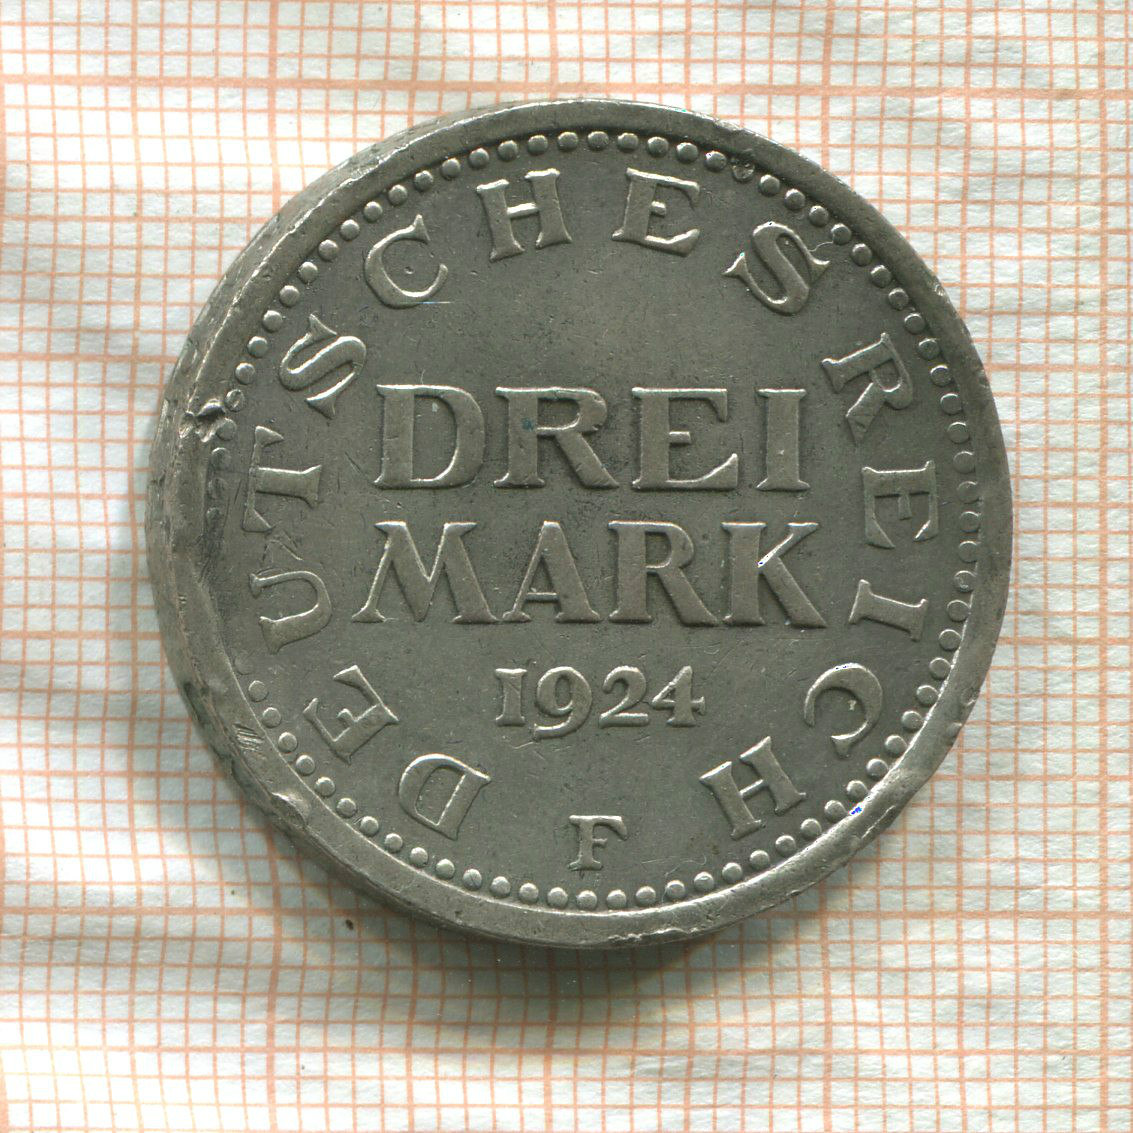 DEUTSCHES REICH
DREI
MARK
1924
F